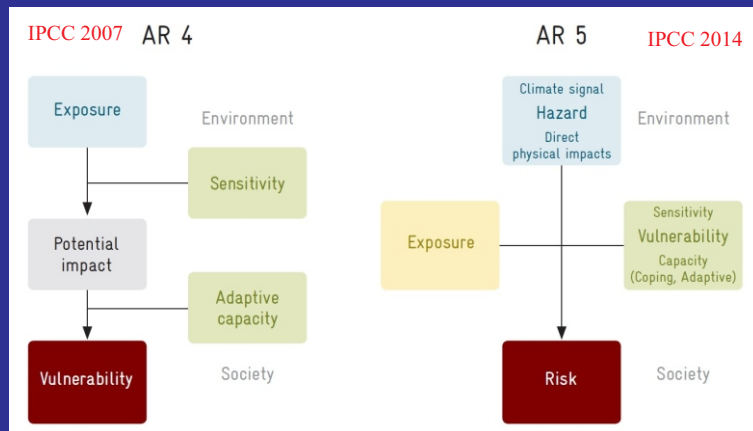 IPCC 2007
AR 4
Exposure
Environment
Sensitivity
Potential
impact
Adaptive
capacity
Vulnerability
Society
AR 5
IPCC 2014
Climate signal
Hazard
Direct
physical impacts
Environment
Exposure
Sensitivity
Vulnerability
Capacity
(Coping, Adaptive)
Risk
Society